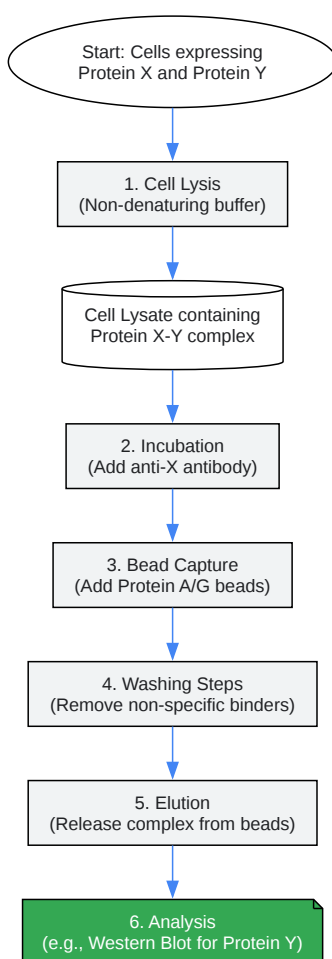 Start: Cells expressing
Protein X and Protein Y
1. Cell Lysis
(Non-denaturing buffer)
Cell Lysate containing
Protein X-Y complex
2. Incubation
(Add anti-X antibody)
3. Bead Capture
(Add Protein A/G beads)
4. Washing Steps
(Remove non-specific binders)
5. Elution
(Release complex from beads)
6. Analysis
(e.g., Western Blot for Protein Y)